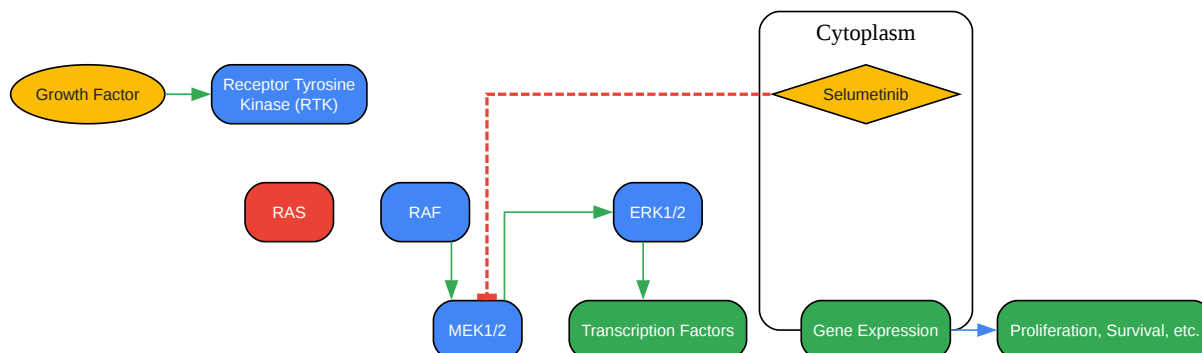 Cytoplasm
Growth Factor
Receptor Tyrosine
Kinase (RTK)
Selumetinib
RAS
RAF
ERK1/2
MEK1/2
Transcription Factors
Gene Expression
Proliferation, Survival, etc.